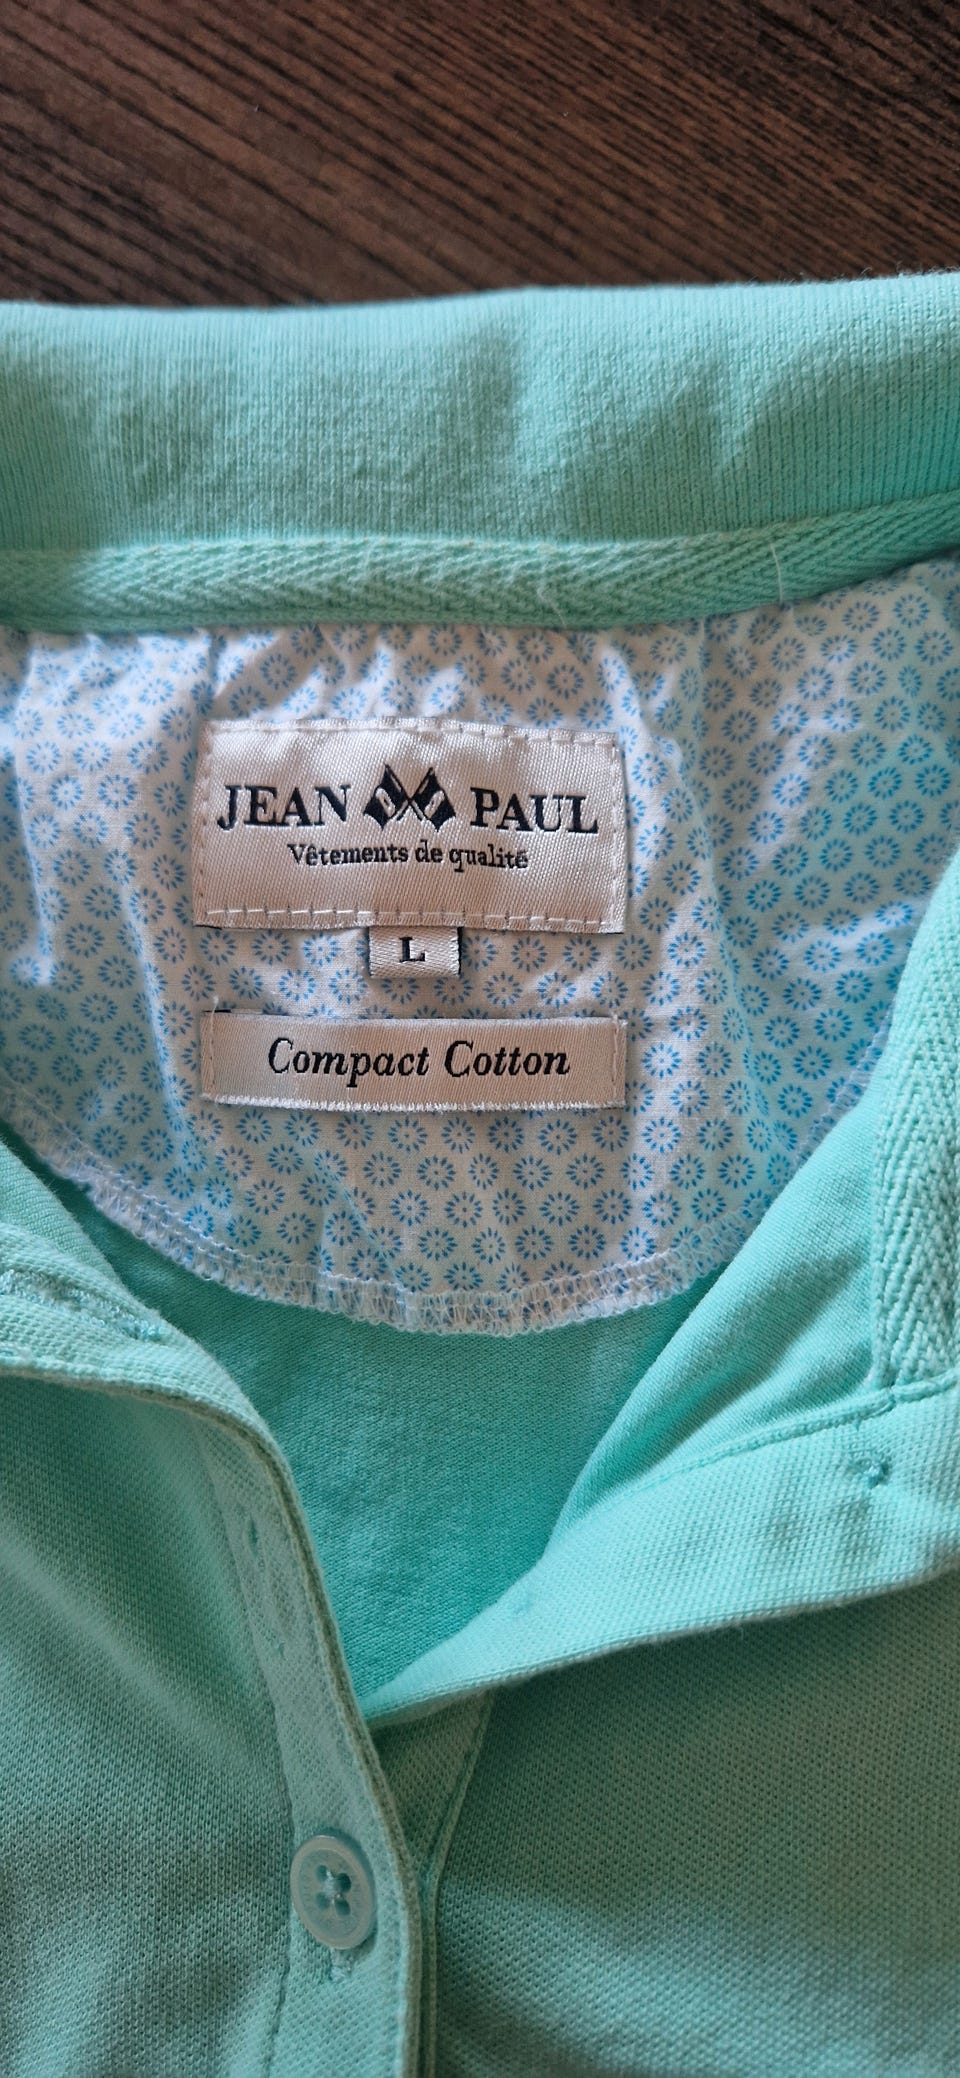 JEAN PAUL
Vêtements de qualité
L
Compact Cotton